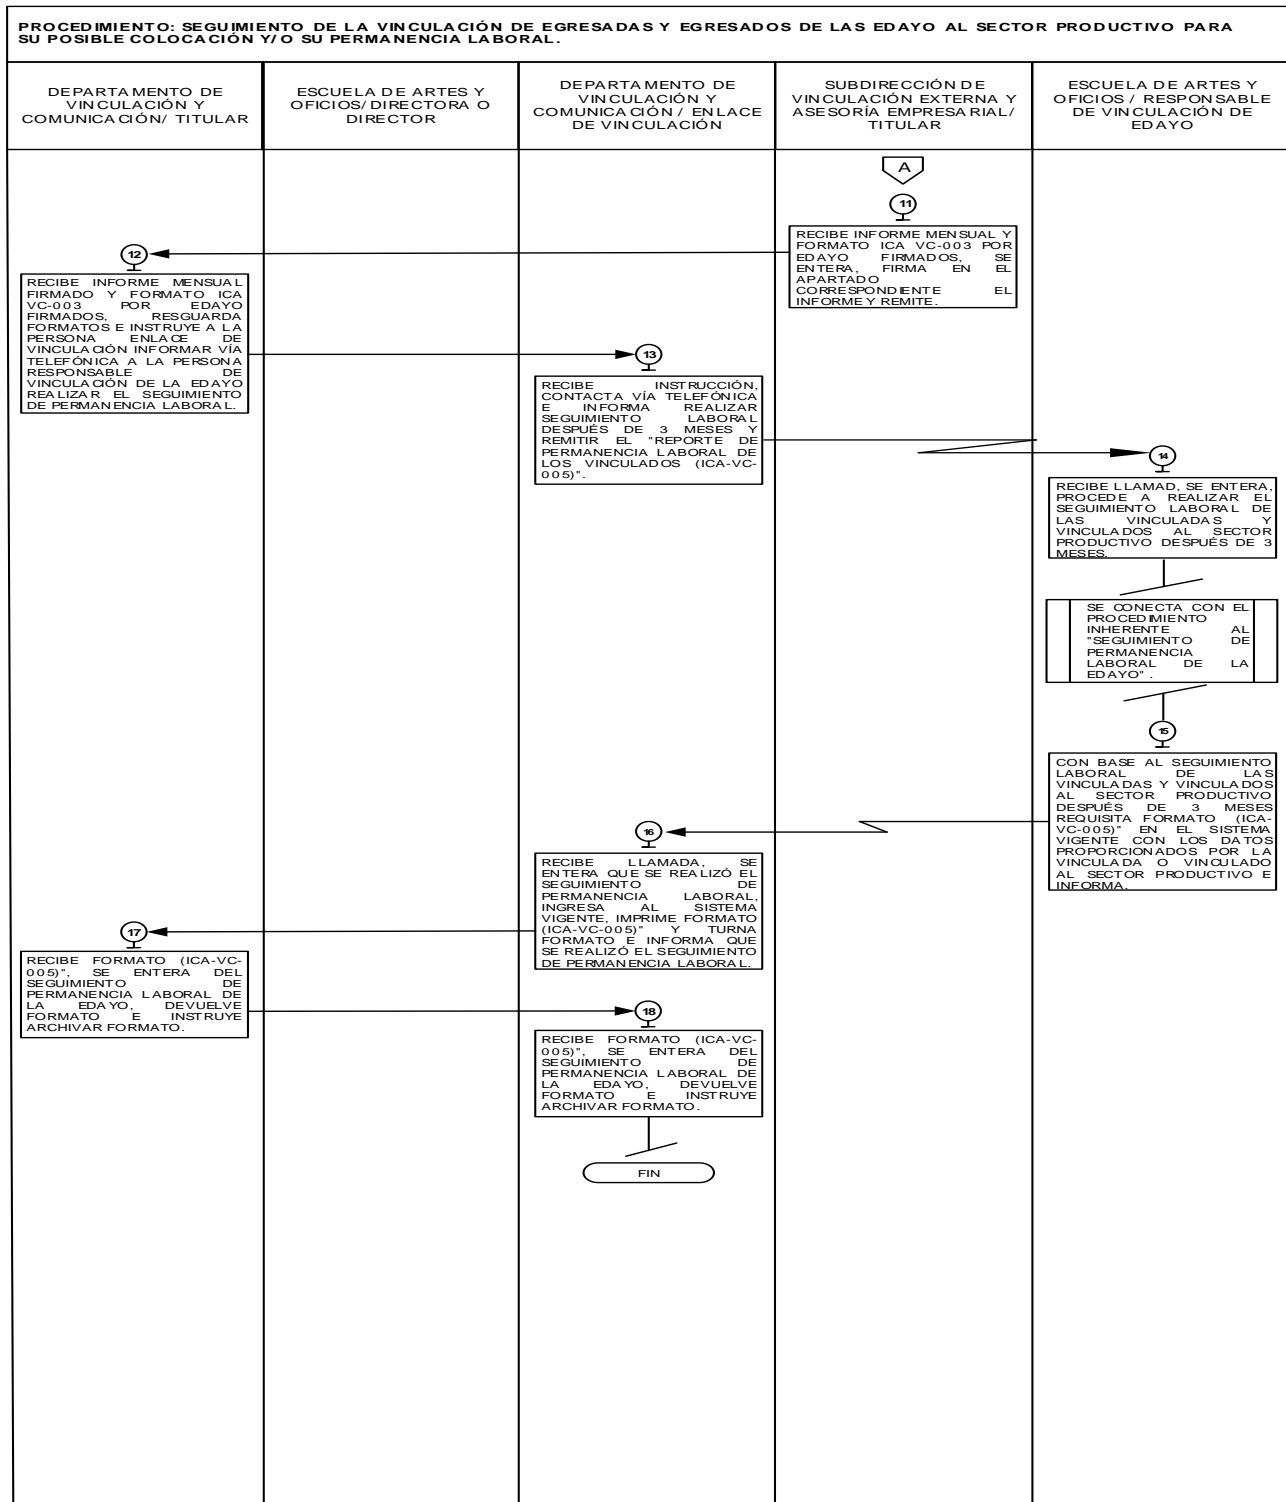 PROCEDIMIENTO: SEGUIMIENTO DE LA VINCULACIÓN DE EGRESADAS Y EGRESADOS DE LAS EDAYO AL SECTOR PRODUCTIVO PARA
SU POSIBLE COLOCACIÓN Y/O SU PERMANENCIA LABORAL.
DEPARTAMENTO DE
VINCULACIÓN Y
COMUNICACIÓN/ TITULAR
ESCUELA DE ARTES Y
OFICIOS/DIRECTORA O
DIRECTOR
DEPARTAMENTO DE
VINCULACIÓN Y
COMUNICACIÓN / ENLACE
DE VINCULACIÓN
SUBDIRECCIÓN DE
VINCULACIÓN EXTERNA Y
ASESORÍA EMPRESARIAL/
TITULAR
ESCUELA DE ARTES Y
OFICIOS / RESPONSABLE
DE VINCULACIÓN DE
EDAYO
A
11
RECIBE INFORME MENSUAL Y
FORMATO ICA VC-003 POR
EDAYO FIRMADOS, SE
ENTERA, FIRMA EN EL
APARTADO
CORRESPONDIENTE EL
INFORME Y REMITE.
12
RECIBE INFORME MENSUAL
FIRMADO Y FORMATO ICA
VC-003 POR EDAYO
FIRMADOS, RESGUARDA
FORMATOS E INSTRUYE A LA
PERSONA ENLACE DE
VINCULACIÓN INFORMAR VÍA
TELEFÓNICA A LA PERSONA
RESPONSABLE DE
VINCULACIÓN DE LA EDAYO
REALIZAR EL SEGUIMIENTO
DE PERMANENCIA LABORAL.
13
RECIBE INSTRUCCIÓN,
CONTACTA VÍA TELEFÓNICA
E INFORMA REALIZAR
SEGUIMIENTO LABORAL
DESPUÉS DE 3 MESES Y
REMITIR EL "REPORTE DE
PERMANENCIA LABORAL DE
LOS VINCULADOS (ICA-VC-
005)".
14
RECIBE LLAMAD, SE ENTERA,
PROCEDE A REALIZAR EL
SEGUIMIENTO LABORAL DE
LAS VINCULADAS Y
VINCULADOS AL SECTOR
PRODUCTIVO DESPUÉS DE 3
MESES.
SE CONECTA CON EL
PROCEDIMIENTO
INHERENTE AL
"SEGUIMIENTO DE
PERMANENCIA
LABORAL DE LA
EDAYO" .
15
CON BASE AL SEGUIMIENTO
LABORAL DE LAS
VINCULADAS Y VINCULADOS
AL SECTOR PRODUCTIVO
DESPUÉS DE 3 MESES
REQUISITA FORMATO (ICA-
VC-005)" EN EL SISTEMA
VIGENTE CON LOS DATOS
PROPORCIONADOS POR LA
VINCULADA O VINCULADO
AL SECTOR PRODUCTIVO E
INFORMA.
16
RECIBE LLAMADA, SE
ENTERA QUE SE REALIZÓ EL
SEGUIMIENTO DE
PERMANENCIA LABORAL,
INGRESA AL SISTEMA
VIGENTE, IMPRIME FORMATO
(ICA-VC-005)" Y TURNA
FORMATO E INFORMA QUE
SE REALIZÓ EL SEGUIMIENTO
DE PERMANENCIA LABORAL.
17
RECIBE FORMATO (ICA-VC-
005)", SE ENTERA DEL
SEGUIMIENTO DE
PERMANENCIA LABORAL DE
LA EDAYO, DEVUELVE
FORMATO E INSTRUYE
ARCHIVAR FORMATO.
18
RECIBE FORMATO (ICA-VC-
005)", SE ENTERA DEL
SEGUIMIENTO DE
PERMANENCIA LABORAL DE
LA EDAYO, DEVUELVE
FORMATO E INSTRUYE
ARCHIVAR FORMATO.
FIN